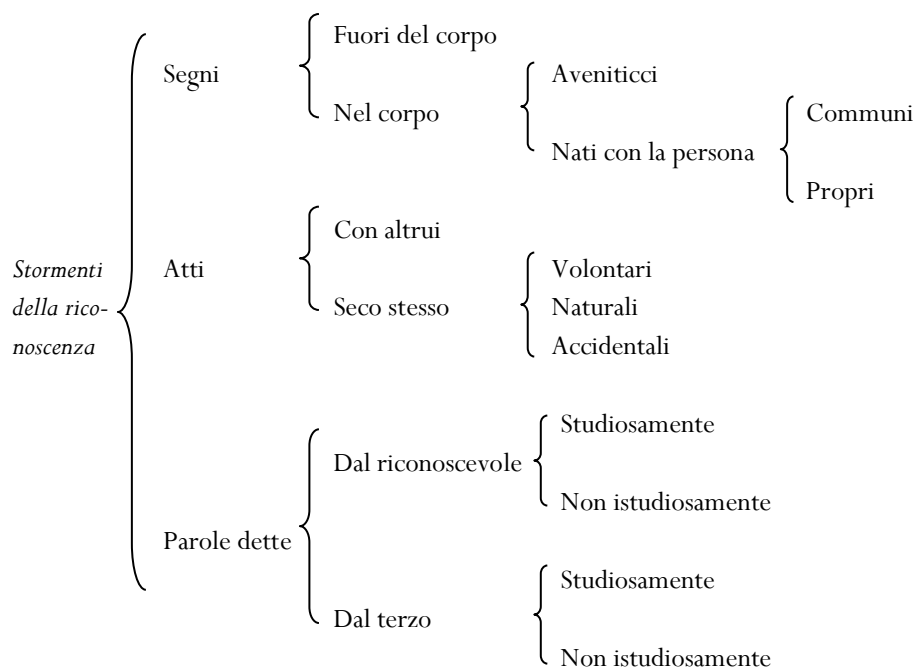 Fuori del corpo
Segni
Aveniticci
Nel corpo
Communi
Nati con la persona
Propri
Con altrui
Stormenti
della rico-
noscenza
Atti
Volontari
Seco stesso
Naturali
Accidentali
Studiosamente
Dal riconoscevole
Non istudiosamente
Parole dette
Studiosamente
Dal terzo
Non istudiosamente